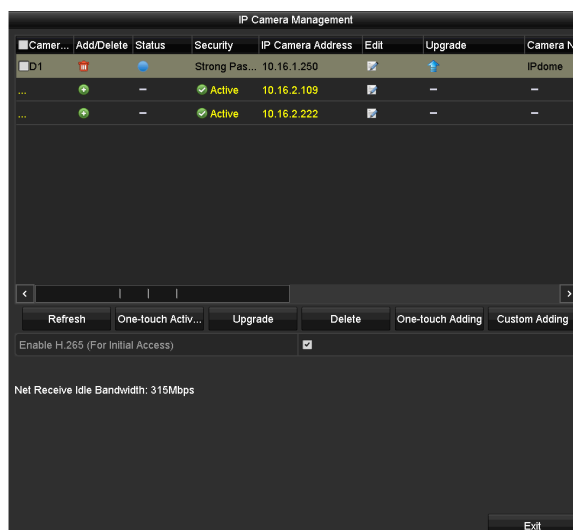 IP Camera Management
Camer... Add/Delete Status Security IP Camera Address Edit Upgrade Camera N
D1 Strong Pas... 10.16.1.250 IPdome
... – Active 10.16.2.109 –
... – Active 10.16.2.222 –
Refresh One-touch Activ... Upgrade Delete One-touch Adding Custom Adding
Enable H.265 (For Initial Access)
Net Receive Idle Bandwidth: 315Mbps
Exit